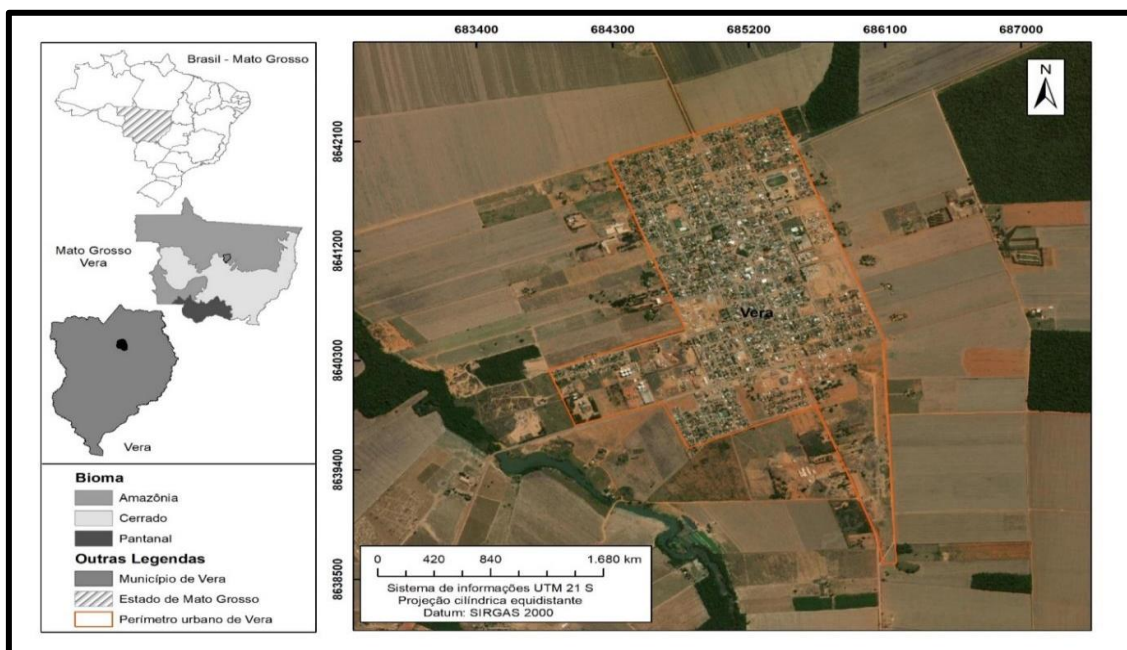 Brasil - Mato Grosso
Mato Grosso
Vera
Vera
Bioma
Amazônia
Cerrado
Pantanal
Outras Legendas
Município de Vera
Estado de Mato Grosso
Perímetro urbano de Vera
683400 684300 685200 686100 687000
8642100
8641200
8640300
8639400
8638500
N
Vera
0 420 840 1.680 km
Sistema de informações UTM 21 S
Projeção cilíndrica equidistante
Datum: SIRGAS 2000